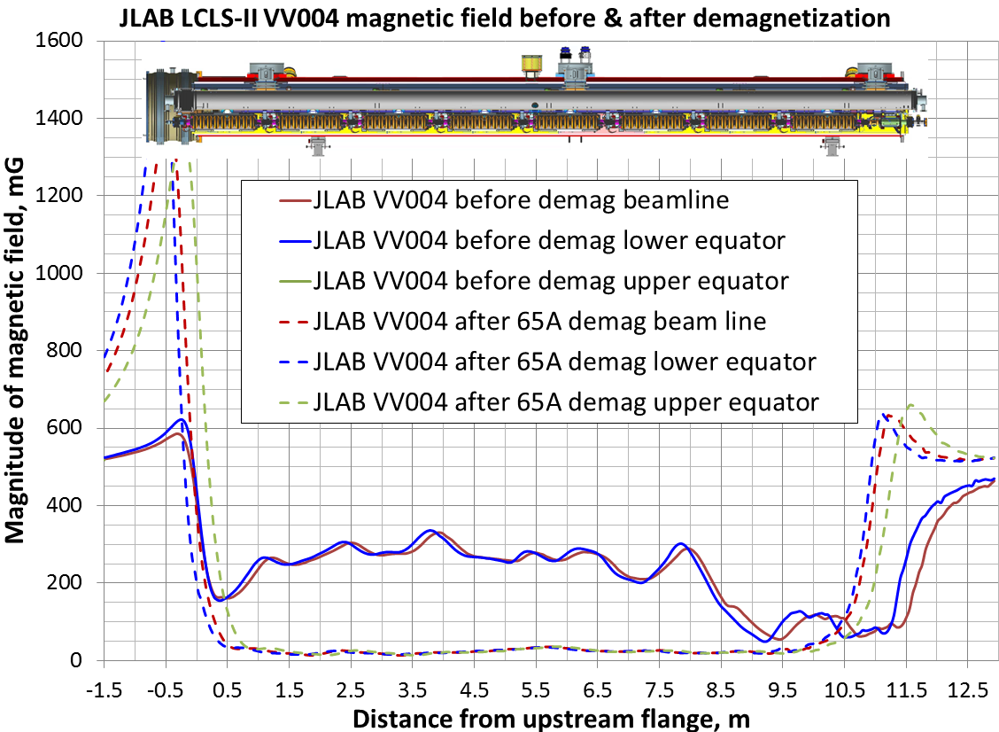 JLAB LCLS-II VV004 magnetic field before & after demagnetization
Magnitude of magnetic field, mG
1600
1400
1200
1000
800
600
400
200
0
JLAB VV004 before demag beamline
JLAB VV004 before demag lower equator
JLAB VV004 before demag upper equator
JLAB VV004 after 65A demag beam line
JLAB VV004 after 65A demag lower equator
JLAB VV004 after 65A demag upper equator
-1.5 -0.5 0.5 1.5 2.5 3.5 4.5 5.5 6.5 7.5 8.5 9.5 10.5 11.5 12.5
Distance from upstream flange, m